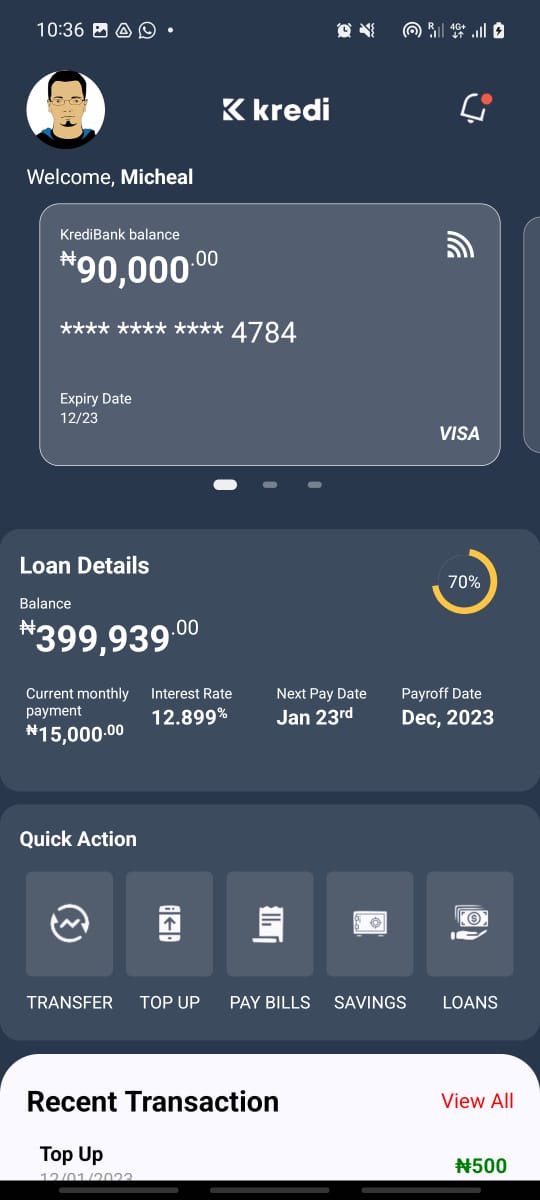 10:36
R 4G+
kredi
Welcome, Micheal
KrediBank balance
₦90,000.00
**** **** **** 4784
Expiry Date
12/23
VISA
Loan Details
70%
Balance
₦399,939.00
Current monthly payment
₦15,000.00
Interest Rate
12.899%
Next Pay Date
Jan 23rd
Payroff Date
Dec, 2023
Quick Action
TRANSFER
TOP UP
PAY BILLS
SAVINGS
LOANS
Recent Transaction
View All
Top Up
₦500
12/01/2023